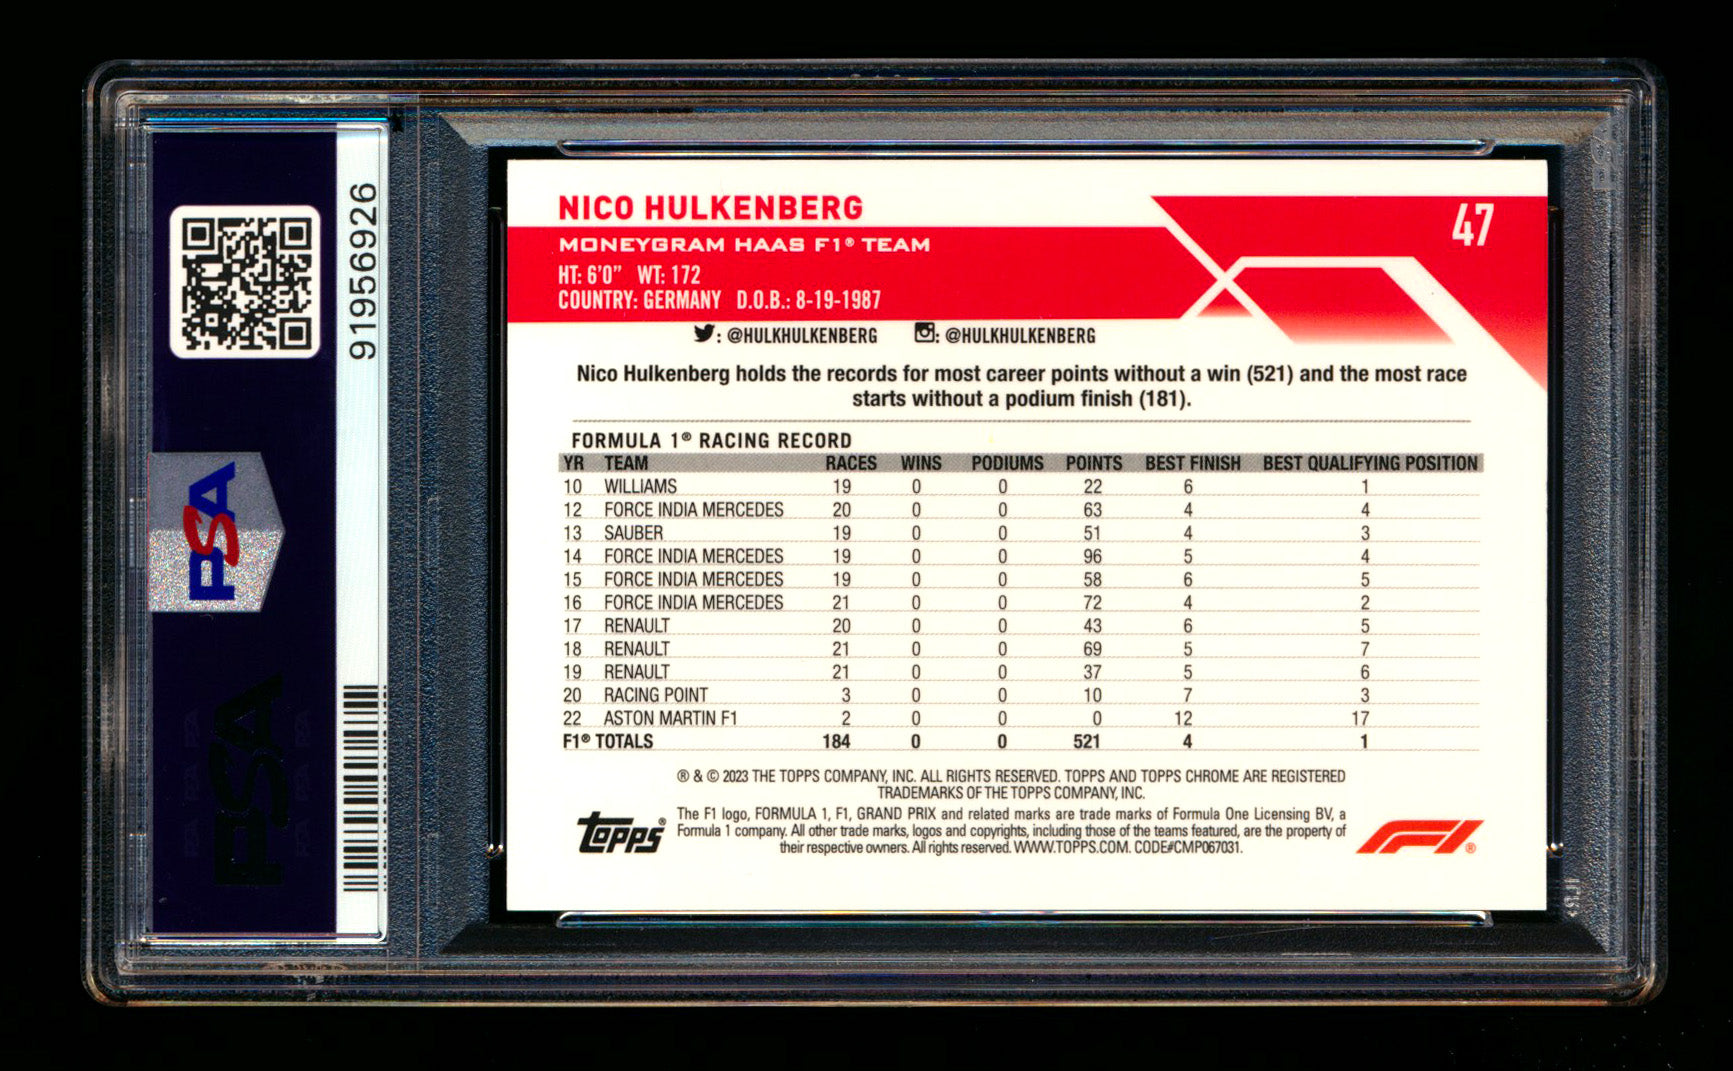 91956926
PSA
PSA
NICO HULKENBERG
47
MONEYGRAM HAAS F1® TEAM
HT: 6'0" WT: 172
COUNTRY: GERMANY D.O.B.: 8-19-1987
: @HULKHULKENBERG : @HULKHULKENBERG
Nico Hulkenberg holds the records for most career points without a win (521) and the most race
starts without a podium finish (181).
FORMULA 1® RACING RECORD
YR TEAM RACES WINS PODIUMS POINTS BEST FINISH BEST QUALIFYING POSITION
10 WILLIAMS 19 0 0 22 6 1
12 FORCE INDIA MERCEDES 20 0 0 63 4 4
13 SAUBER 19 0 0 51 4 3
14 FORCE INDIA MERCEDES 19 0 0 96 5 4
15 FORCE INDIA MERCEDES 19 0 0 58 6 5
16 FORCE INDIA MERCEDES 21 0 0 72 4 2
17 RENAULT 20 0 0 43 6 5
18 RENAULT 21 0 0 69 5 7
19 RENAULT 21 0 0 37 5 6
20 RACING POINT 3 0 0 10 7 3
22 ASTON MARTIN F1 2 0 0 0 12 17
F1® TOTALS 184 0 0 521 4 1
® & © 2023 THE TOPPS COMPANY, INC. ALL RIGHTS RESERVED. TOPPS AND TOPPS CHROME ARE REGISTERED
TRADEMARKS OF THE TOPPS COMPANY, INC.
The F1 logo, FORMULA 1, F1, GRAND PRIX and related marks are trade marks of Formula One Licensing BV, a
Formula 1 company. All other trade marks, logos and copyrights, including those of the teams featured, are the property of
their respective owners. All rights reserved. WWW.TOPPS.COM. CODE#CMP067031.
Topps®
F1®